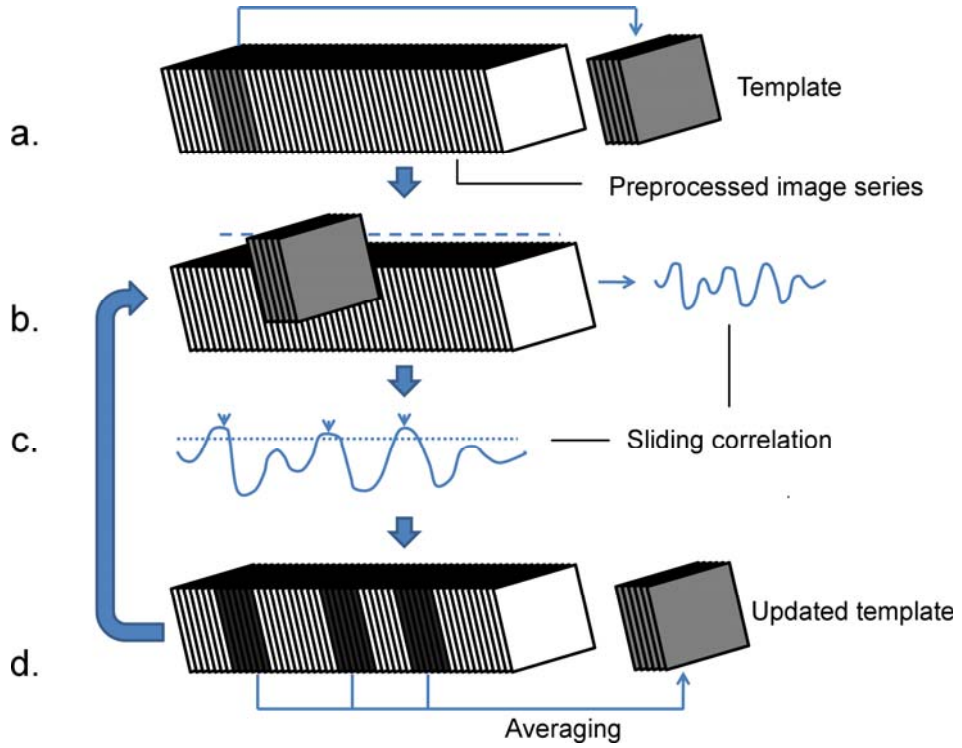 Template
a.
Preprocessed image series
b.
c.
Sliding correlation
Updated template
d.
Averaging